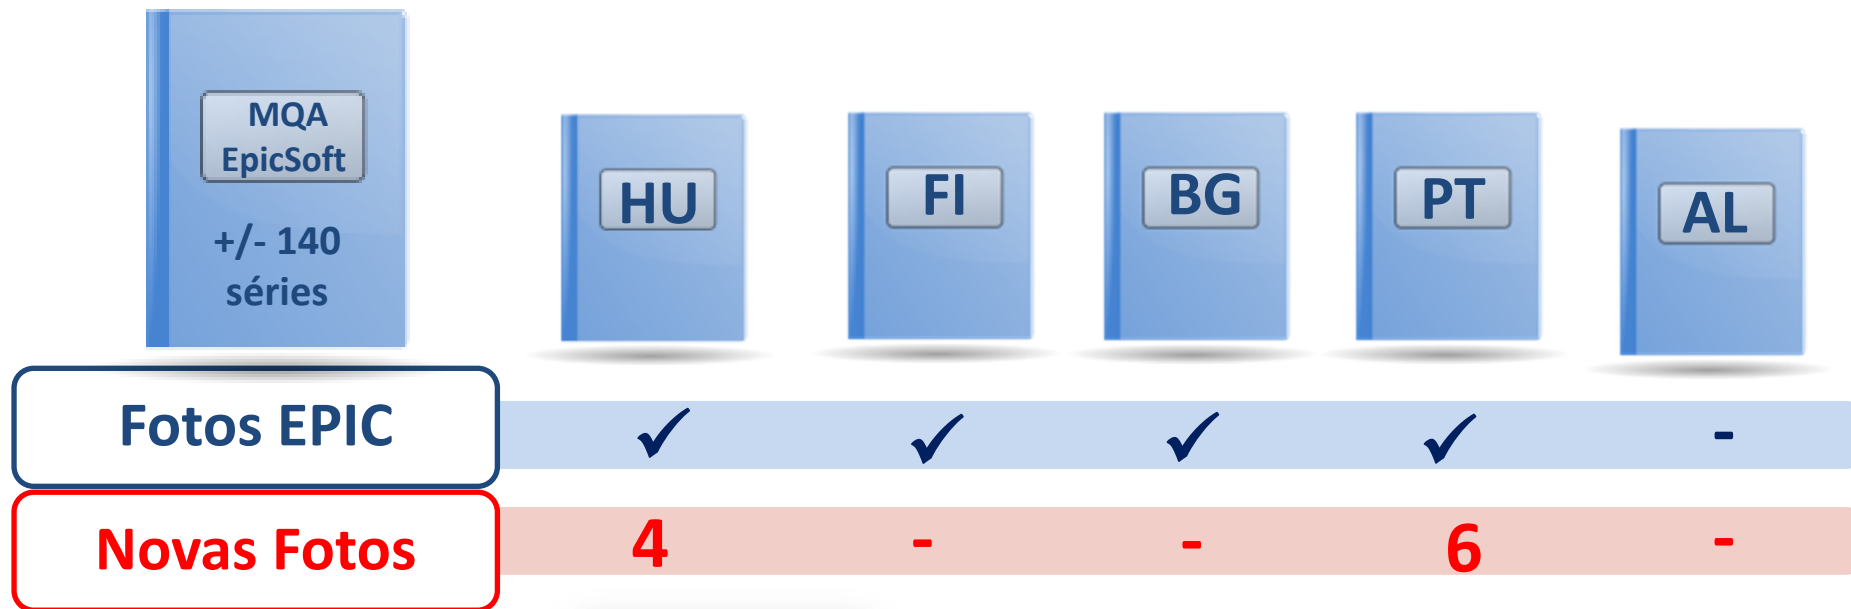 MQA
EpicSoft
+/- 140
séries
HU
FI
BG
PT
AL
Fotos EPIC
✓ ✓ ✓ ✓ -
Novas Fotos
4 - - 6 -